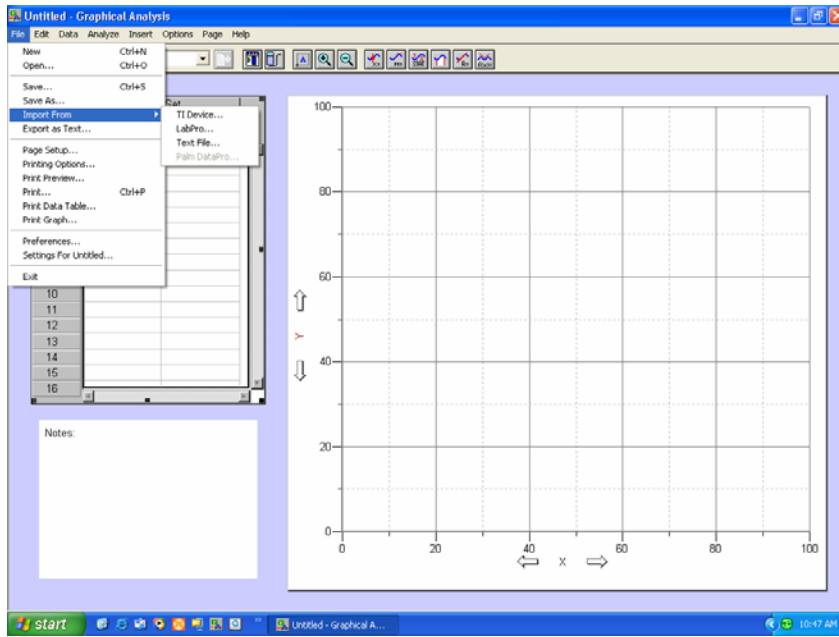 Untitled - Graphical Analysis
File Edit Data Analyze Insert Options Page Help
New Ctrl+N
Open... Ctrl+O
Save... Ctrl+S
Save As...
Import From
Export as Text...
Page Setup...
Printing Options...
Print Preview...
Print... Ctrl+P
Print Data Table...
Print Graph...
Preferences...
Settings For Untitled...
Exit
TI Device...
LabPro...
Text File...
Palm DataPro...
10
11
12
13
14
15
16
Notes:
100
80
60
Y
40
20
0
0 20 40 60 80 100
X
start
Untitled - Graphical A...
10:47 AM